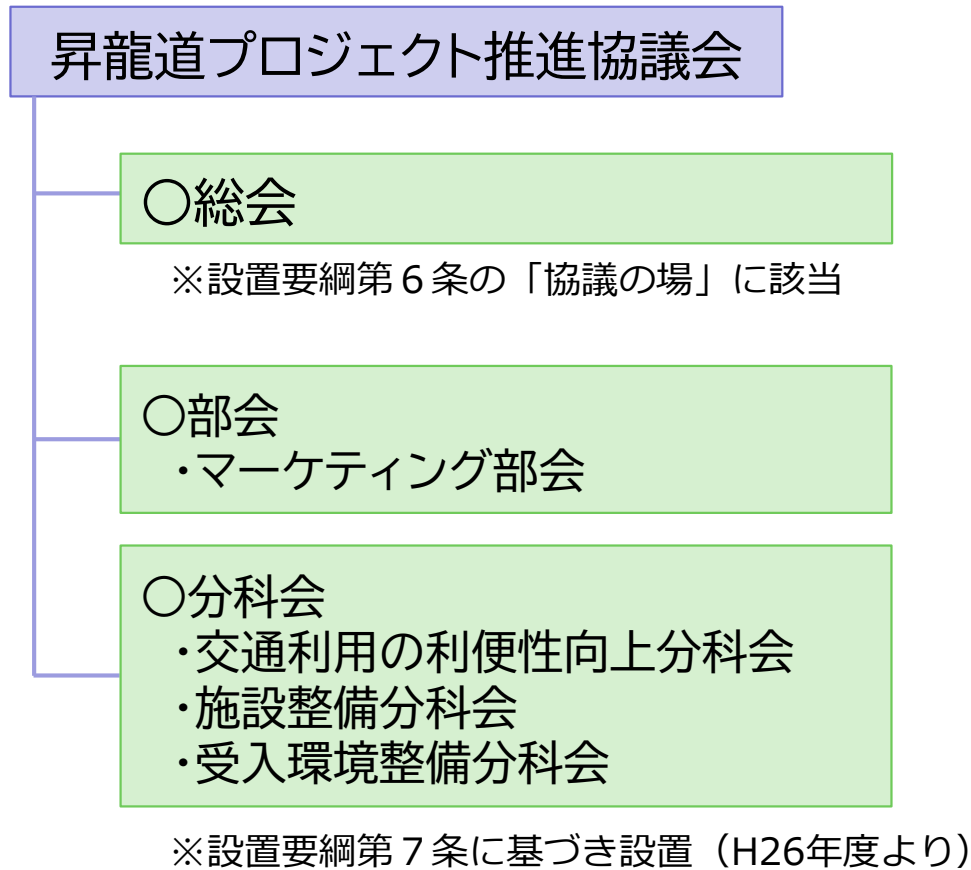 昇龍道プロジェクト推進協議会
〇総会
※設置要綱第６条の「協議の場」に該当
〇部会
・マーケティング部会
〇分科会
・交通利用の利便性向上分科会
・施設整備分科会
・受入環境整備分科会
※設置要綱第７条に基づき設置（H26年度より）